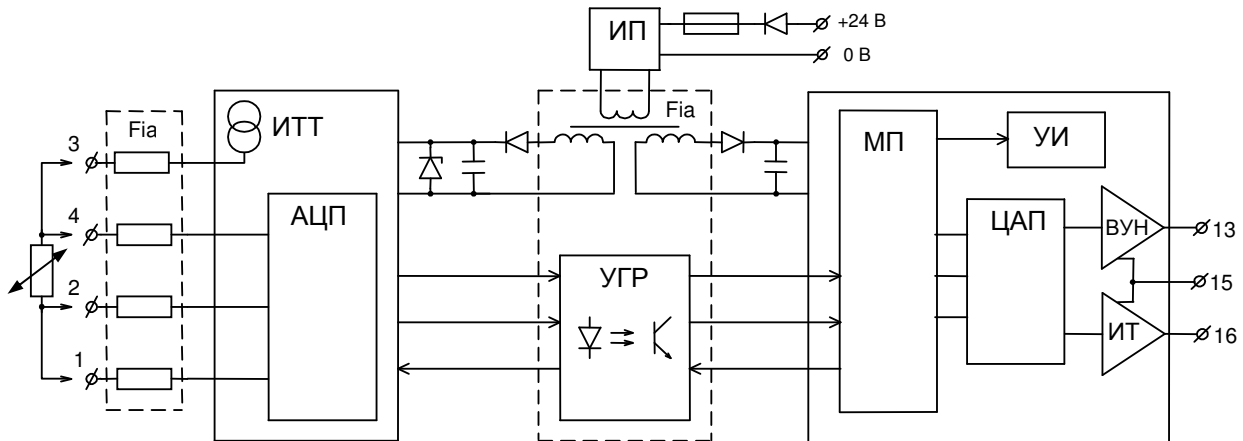 ИП
+24 В
0 В
Fia
Fia
3
ИТТ
МП
УИ
4
АЦП
ЦАП
ВУН
13
2
УГР
15
1
ИТ
16